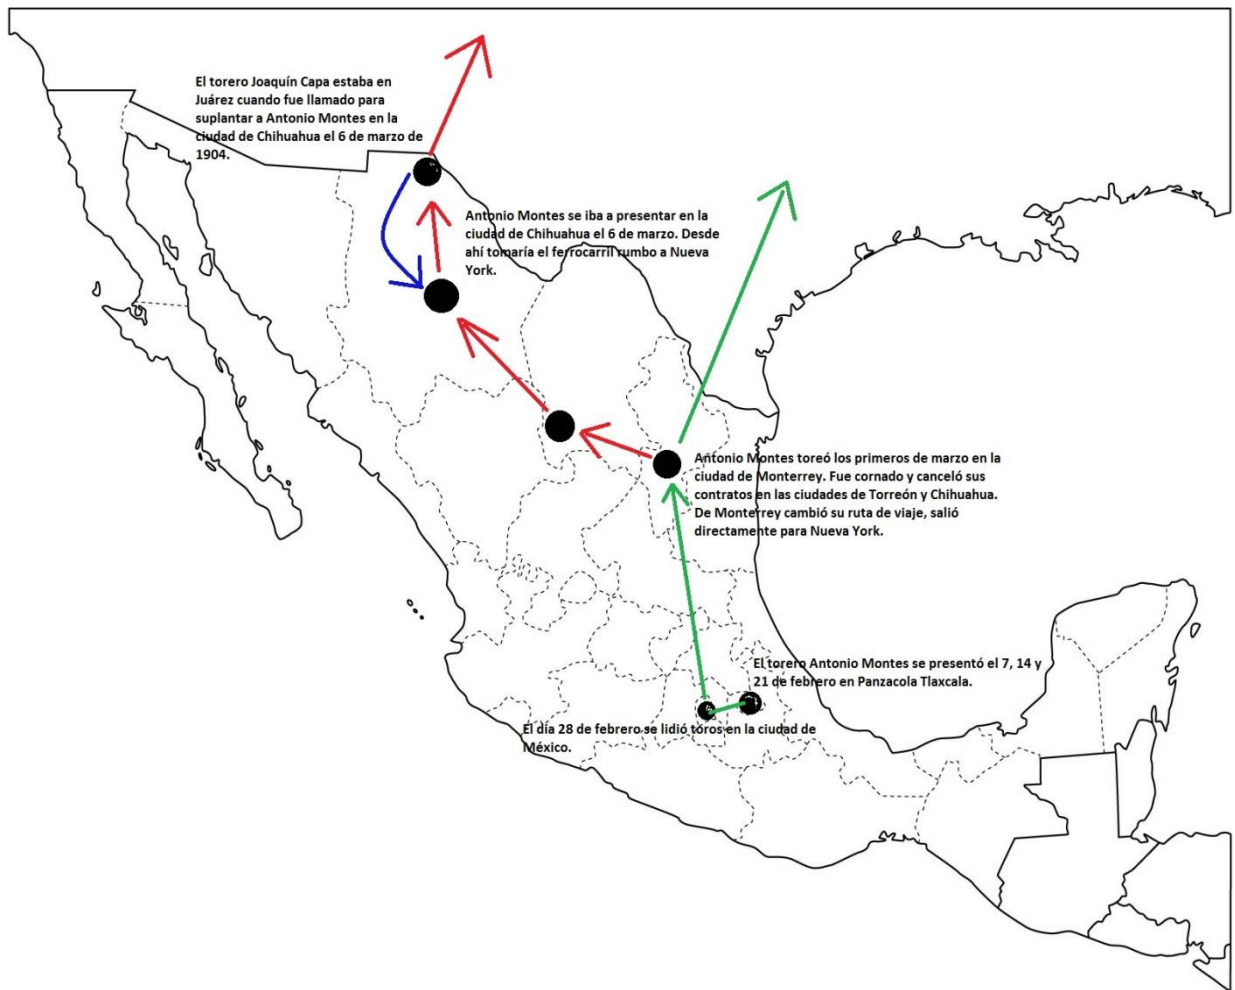 El torero Joaquín Capa estaba en
Juárez cuando fue llamado para
suplantar a Antonio Montes en la
ciudad de Chihuahua el 6 de marzo de
1904.
Antonio Montes se iba a presentar en la
ciudad de Chihuahua el 6 de marzo. Desde
ahí tomaría el ferrocarril rumbo a Nueva
York.
Antonio Montes toreó los primeros de marzo en la
ciudad de Monterrey. Fue cornado y canceló sus
contratos en las ciudades de Torreón y Chihuahua.
De Monterrey cambió su ruta de viaje, salió
directamente para Nueva York.
El torero Antonio Montes se presentó el 7, 14 y
21 de febrero en Panzacola Tlaxcala.
El día 28 de febrero se lidió toros en la ciudad de
México.